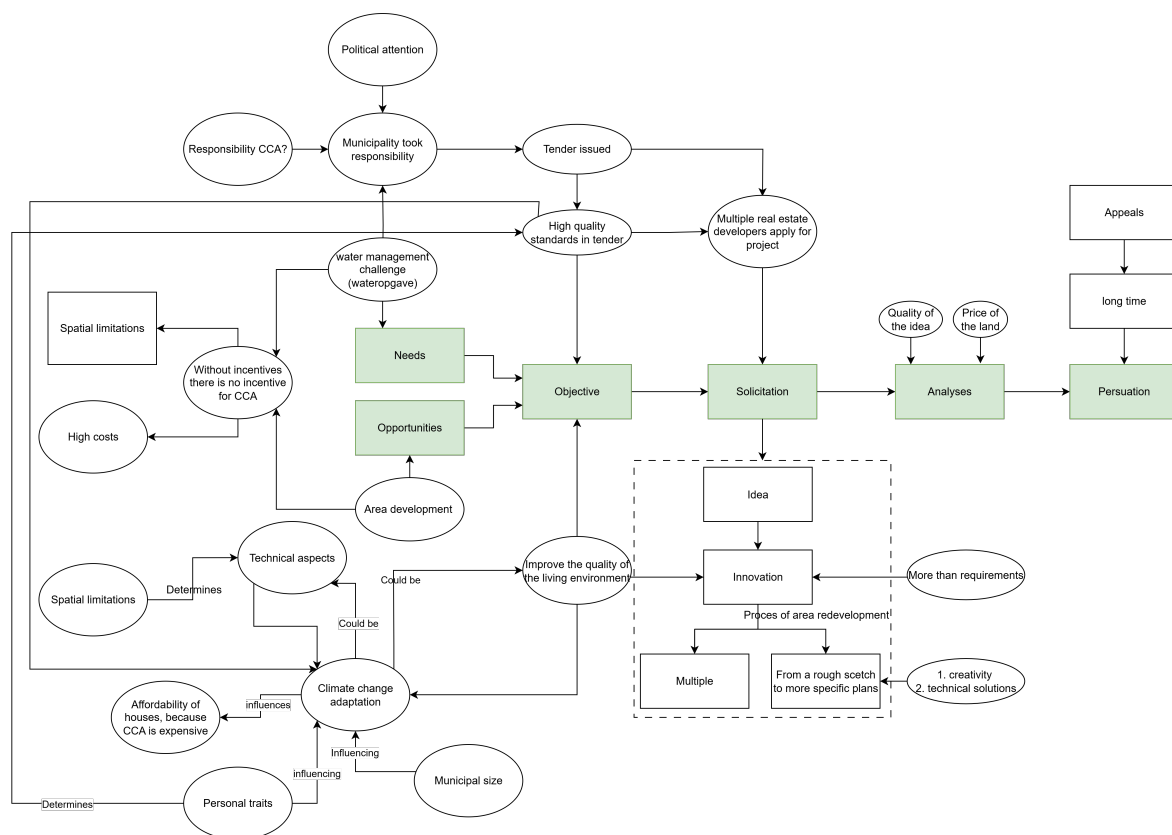 Political attention
Responsibility CCA?
Municipality took
responsibility
Tender issued
High quality
standards in tender
Multiple real estate
developers apply for
project
Appeals
water management
challenge
(wateropgave)
long time
Spatial limitations
Quality of
the idea
Price of
the land
Needs
Without incentives
there is no incentive
for CCA
Objective
Solicitation
Analyses
Persuation
High costs
Opportunities
Idea
Area development
Technical aspects
Could be
Improve the quality of
the living environment
Innovation
More than requirements
Spatial limitations
Determines
Proces of area redevelopment
Could be
Multiple
From a rough scetch
to more specific plans
1. creativity
2. technical solutions
Climate change
adaptation
Affordability of
houses, because
CCA is expensive
influences
Influencing
influencing
Municipal size
Determines
Personal traits